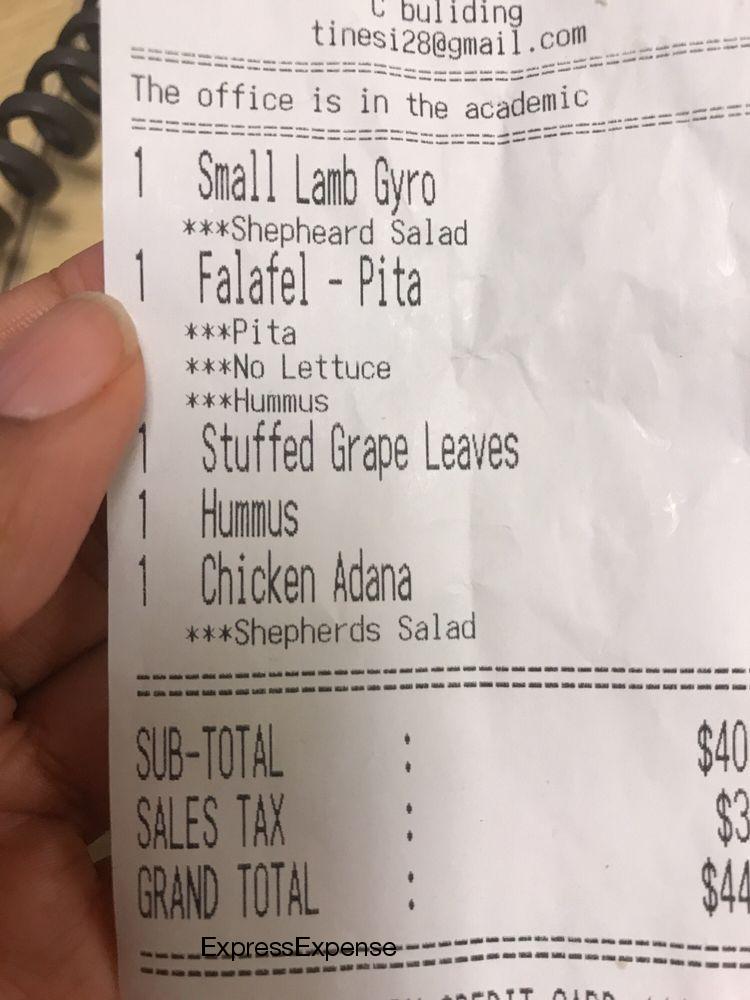 C buliding
tinesi28@gmail.com
The office is in the academic
1 Small Lamb Gyro
***Shepheard Salad
1 Falafel - Pita
***Pita
***No Lettuce
***Hummus
1 Stuffed Grape Leaves
1 Hummus
1 Chicken Adana
***Shepherds Salad
SUB-TOTAL : $40
SALES TAX : $3
GRAND TOTAL : $44
ExpressExpense
CREDIT CARD